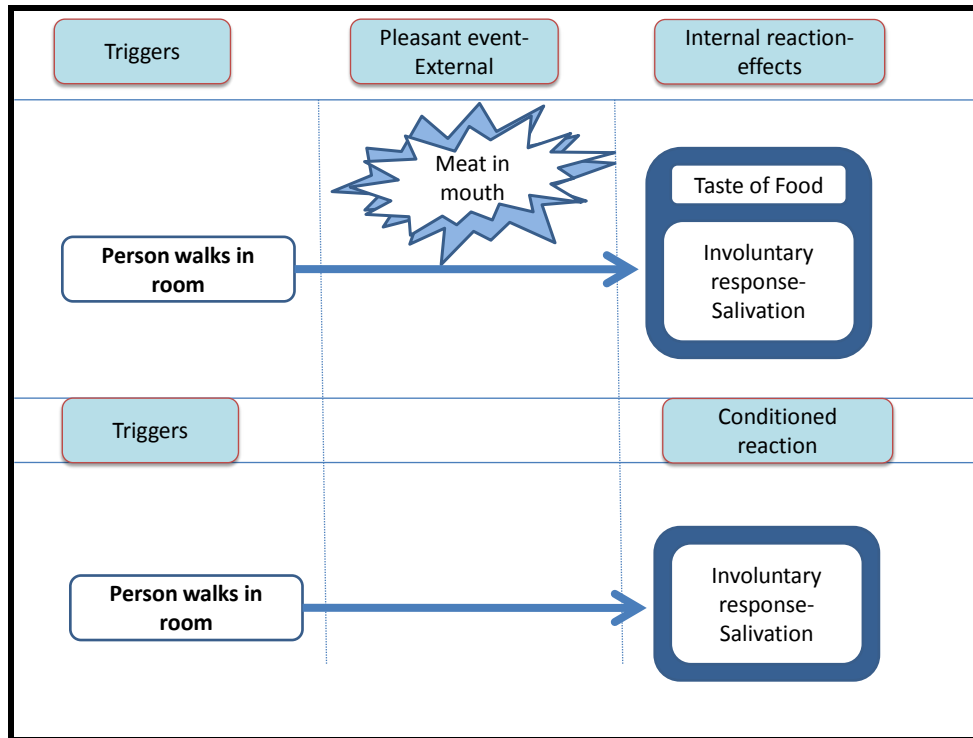 Triggers
Pleasant event-
External
Internal reaction-
effects
Meat in
mouth
Taste of Food
Person walks in
room
Involuntary
response-
Salivation
Triggers
Conditioned
reaction
Person walks in
room
Involuntary
response-
Salivation